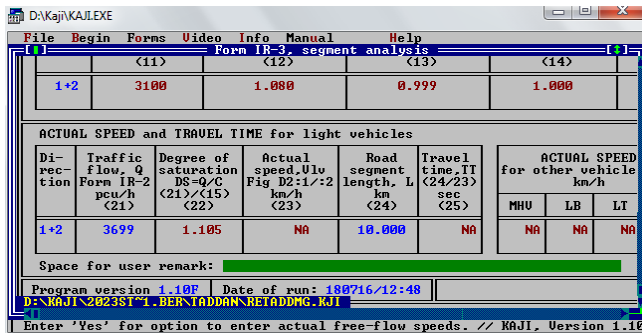 D:\Kaji\KAJI.EXE
File Begin Forms Video Info Manual Help
[■] Form IR-3, segment analysis [↕]
(11) (12) (13) (14)
1+2 3100 1.080 0.999 1.000
ACTUAL SPEED and TRAVEL TIME for light vehicles
Di- Traffic Degree of Actual Road Travel ACTUAL SPEED
rec- flow, Q saturation speed,Vlv segment time,TT for other vehicle
tion Form IR-2 DS=Q/C Fig D2:1/:2 length, L (24/23) km/h
pcu/h (21)/(15) km/h km sec
(21) (22) (23) (24) (25) MHV LB LT
1+2 3699 1.105 NA 10.000 NA NA NA NA
Space for user remark:
Program version 1.10F Date of run: 180716/12:48
D:\KAJI\2023ST~1.BER\TADDAN\RETADDMG.KJI
Enter 'Yes' for option to enter actual free-flow speeds. // KAJI, Version 1.1